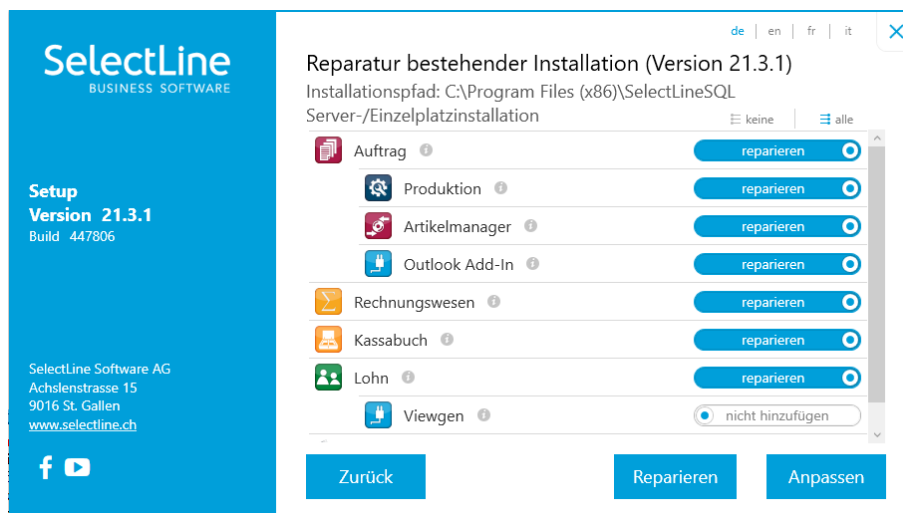 SelectLine
BUSINESS SOFTWARE
Setup
Version 21.3.1
Build 447806
SelectLine Software AG
Achslenstrasse 15
9016 St. Gallen
www.selectline.ch
de | en | fr | it
Reparatur bestehender Installation (Version 21.3.1)
Installationspfad: C:\Program Files (x86)\SelectLineSQL
Server-/Einzelplatzinstallation
keine | alle
Auftrag reparieren
Produktion reparieren
Artikelmanager reparieren
Outlook Add-In reparieren
Rechnungswesen reparieren
Kassabuch reparieren
Lohn reparieren
Viewgen nicht hinzufügen
Zurück Reparieren Anpassen